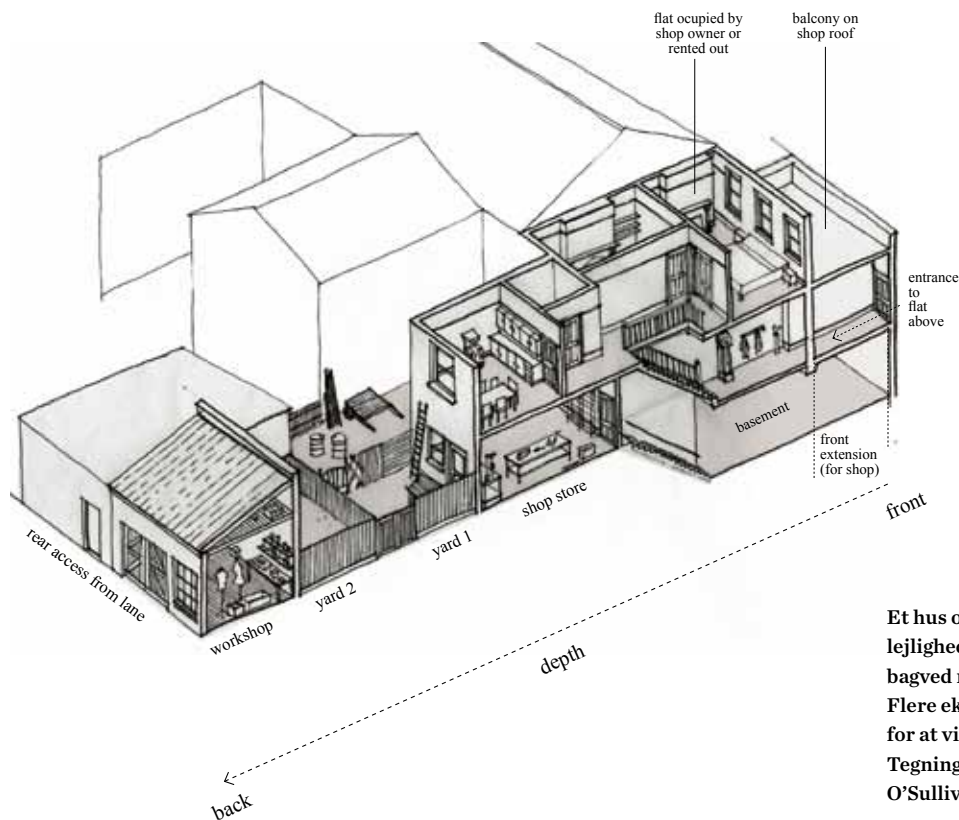 flat ocupied by
shop owner or
rented out
balcony on
shop roof
entrance
to
flat
above
basement
front
extension
(for shop)
front
shop store
yard 1
yard 2
workshop
rear access from lane
depth
back
Et hus o
lejlighed
bagved
Flere ek
for at vi
Tegning
O'Sulliv